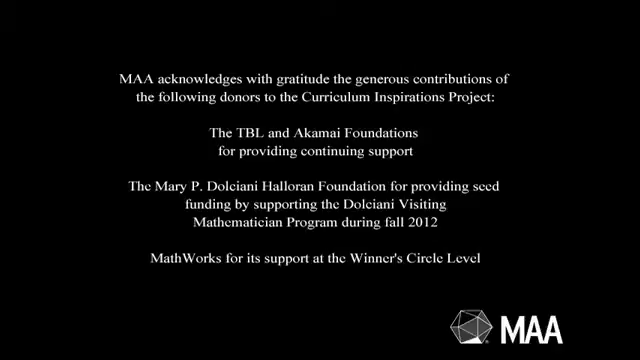 MAA acknowledges with gratitude the generous contributions of
the following donors to the Curriculum Inspirations Project:
The TBL and Akamai Foundations
for providing continuing support
The Mary P. Dolciani Halloran Foundation for providing seed
funding by supporting the Dolciani Visiting
Mathematician Program during fall 2012
MathWorks for its support at the Winner's Circle Level
MAA